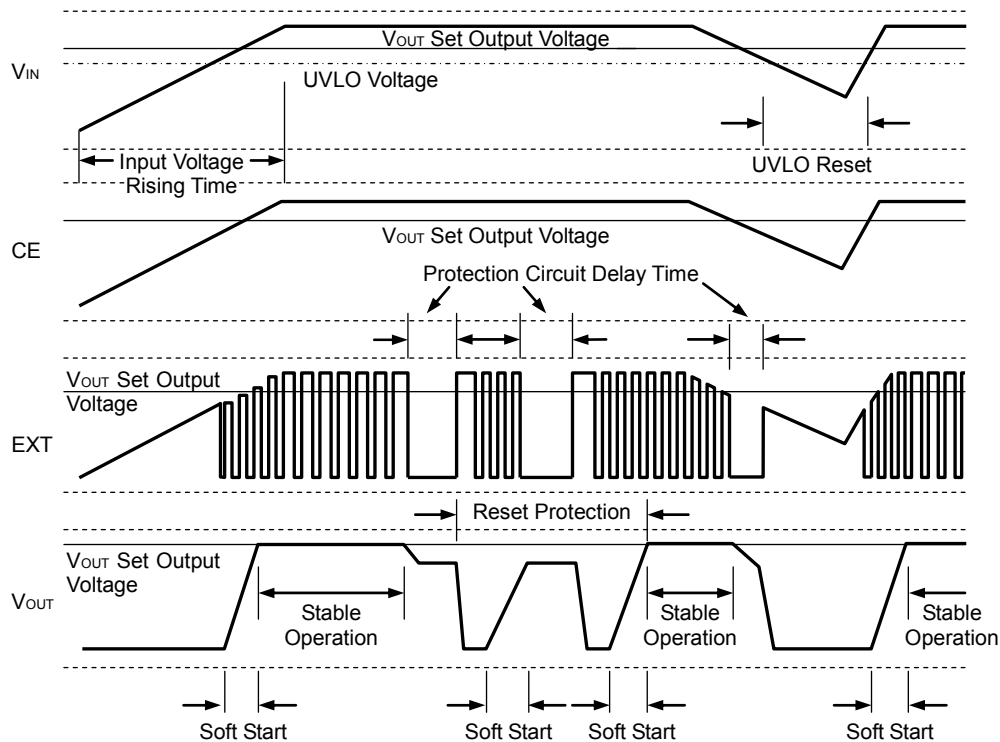 VOUT Set Output Voltage
VIN
UVLO Voltage
Input Voltage
Rising Time
UVLO Reset
VOUT Set Output Voltage
CE
Protection Circuit Delay Time
VOUT Set Output
Voltage
EXT
Reset Protection
VOUT Set Output
Voltage
VOUT
Stable
Operation
Stable
Operation
Stable
Operation
Soft Start
Soft Start
Soft Start
Soft Start